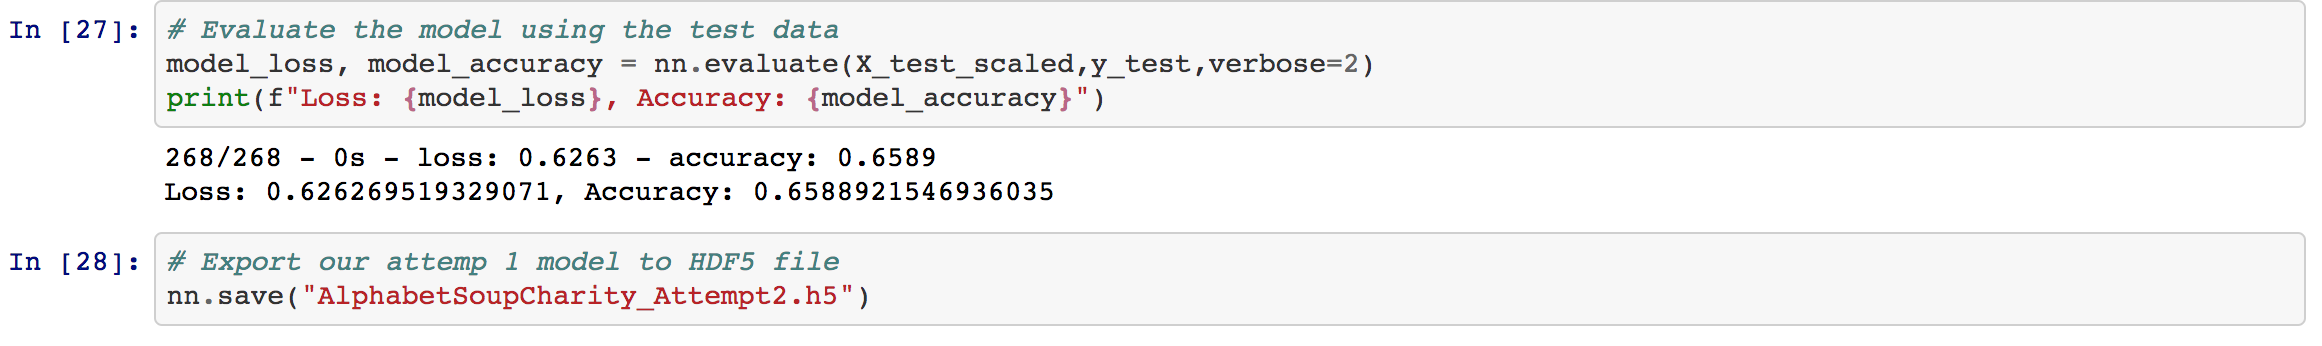 In [27]: # Evaluate the model using the test data
model_loss, model_accuracy = nn.evaluate(X_test_scaled,y_test,verbose=2)
print(f"Loss: {model_loss}, Accuracy: {model_accuracy}")
268/268 - 0s - loss: 0.6263 - accuracy: 0.6589
Loss: 0.626269519329071, Accuracy: 0.6588921546936035
In [28]: # Export our attemp 1 model to HDF5 file
nn.save("AlphabetSoupCharity_Attempt2.h5")